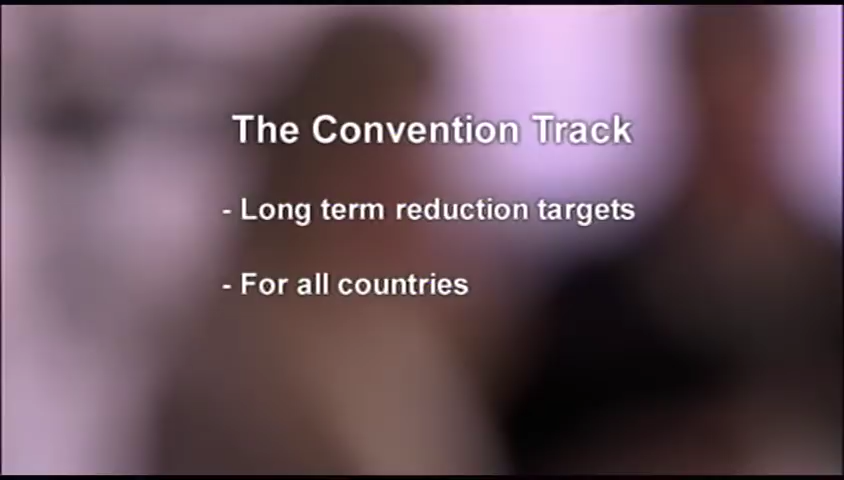 The Convention Track
- Long term reduction targets
- For all countries